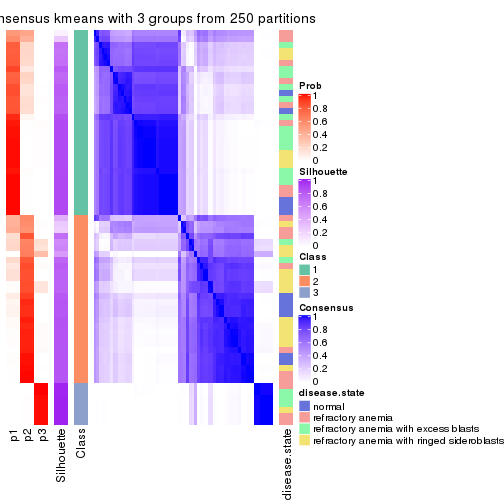 nsensus kmeans with 3 groups from 250 partitions
Prob
1
0.8
0.6
0.4
0.2
0
Silhouette
1
0.8
0.6
0.4
0.2
0
Class
1
2
3
Consensus
1
0.8
0.6
0.4
0.2
0
disease.state
normal
refractory anemia
refractory anemia with excess blasts
refractory anemia with ringed sideroblasts
p1
p2
p3
Silhouette
Class
disease.state